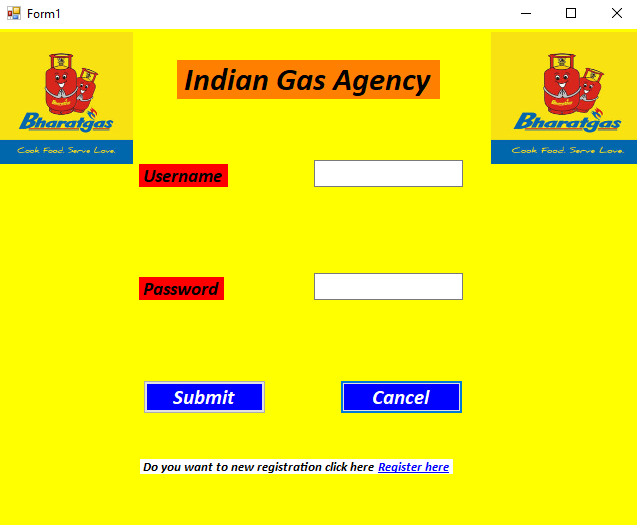 Form1
Indian Gas Agency
Bharatgas
Cook Food. Serve Love.
Bharatgas
Cook Food. Serve Love.
Username
Password
Submit
Cancel
Do you want to new registration click here Register here